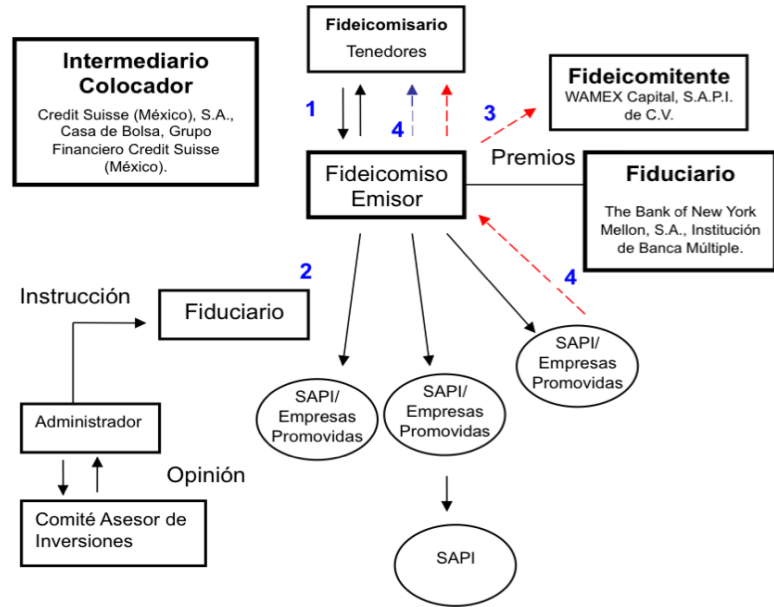 Fideicomisario
Tenedores
Intermediario
Colocador
Credit Suisse (México), S.A.,
Casa de Bolsa, Grupo
Financiero Credit Suisse
(México).
Fideicomitente
WAMEX Capital, S.A.P.I.
de C.V.
1
4
3
Premios
Fideicomiso
Emisor
Fiduciario
The Bank of New York
Mellon, S.A., Institución
de Banca Múltiple.
2
4
Instrucción
Fiduciario
SAPI/
Empresas
Promovidas
SAPI/
Empresas
Promovidas
SAPI/
Empresas
Promovidas
Administrador
Opinión
Comité Asesor de
Inversiones
SAPI